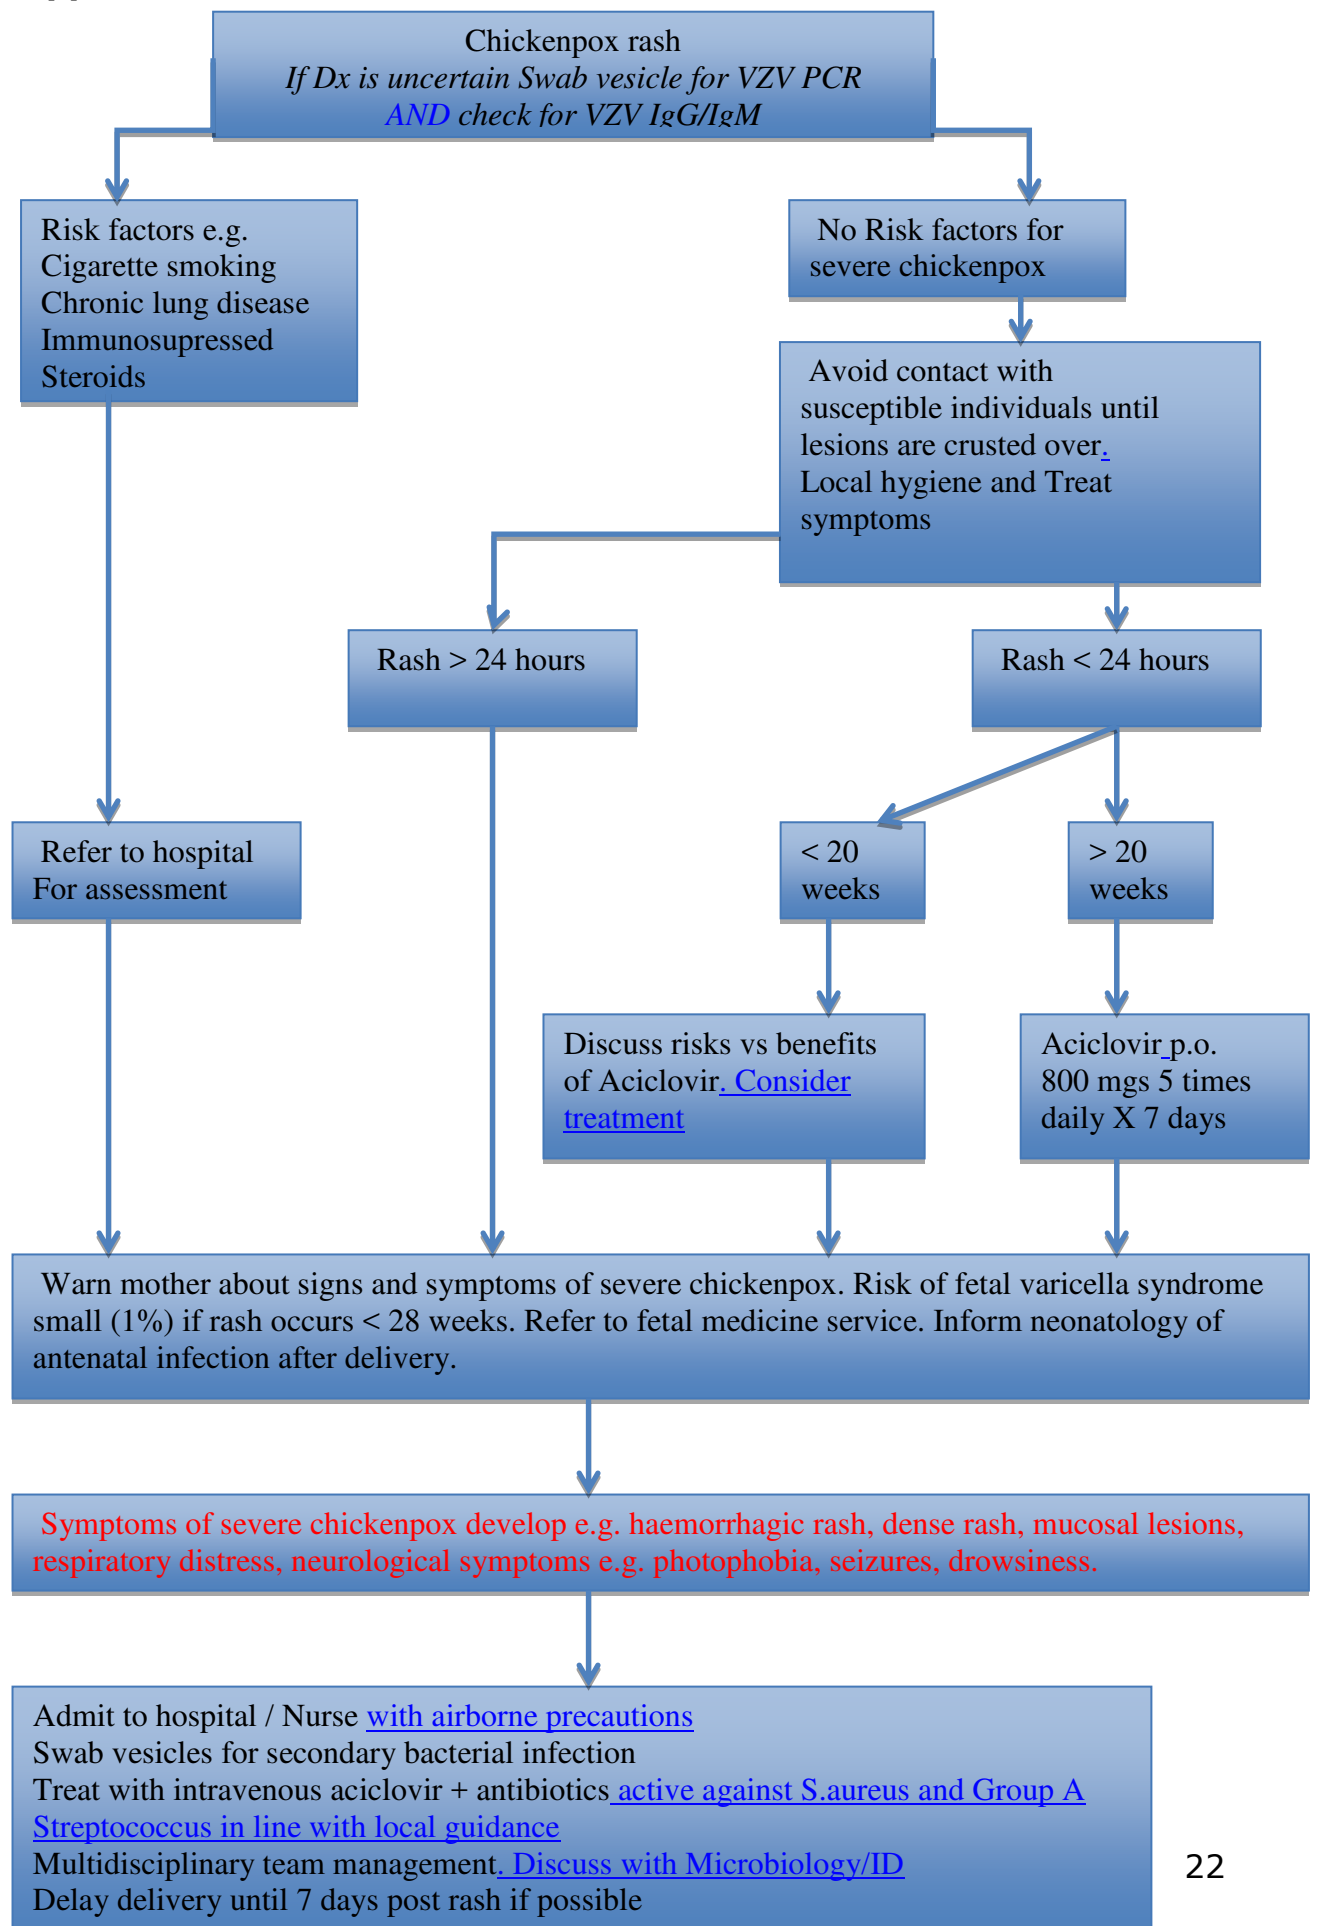 Chickenpox rash
If Dx is uncertain Swab vesicle for VZV PCR
AND check for VZV IgG/IgM
Risk factors e.g.
Cigarette smoking
Chronic lung disease
Immunosupressed
Steroids
No Risk factors for
severe chickenpox
Avoid contact with
susceptible individuals until
lesions are crusted over.
Local hygiene and Treat
symptoms
Rash > 24 hours
Rash < 24 hours
Refer to hospital
For assessment
< 20
weeks
> 20
weeks
Discuss risks vs benefits
of Aciclovir. Consider
treatment
Aciclovir p.o.
800 mgs 5 times
daily X 7 days
Warn mother about signs and symptoms of severe chickenpox. Risk of fetal varicella syndrome
small (1%) if rash occurs < 28 weeks. Refer to fetal medicine service. Inform neonatology of
antenatal infection after delivery.
Symptoms of severe chickenpox develop e.g. haemorrhagic rash, dense rash, mucosal lesions,
respiratory distress, neurological symptoms e.g. photophobia, seizures, drowsiness.
Admit to hospital / Nurse with airborne precautions
Swab vesicles for secondary bacterial infection
Treat with intravenous aciclovir + antibiotics active against S.aureus and Group A
Streptococcus in line with local guidance
Multidisciplinary team management. Discuss with Microbiology/ID
Delay delivery until 7 days post rash if possible
22